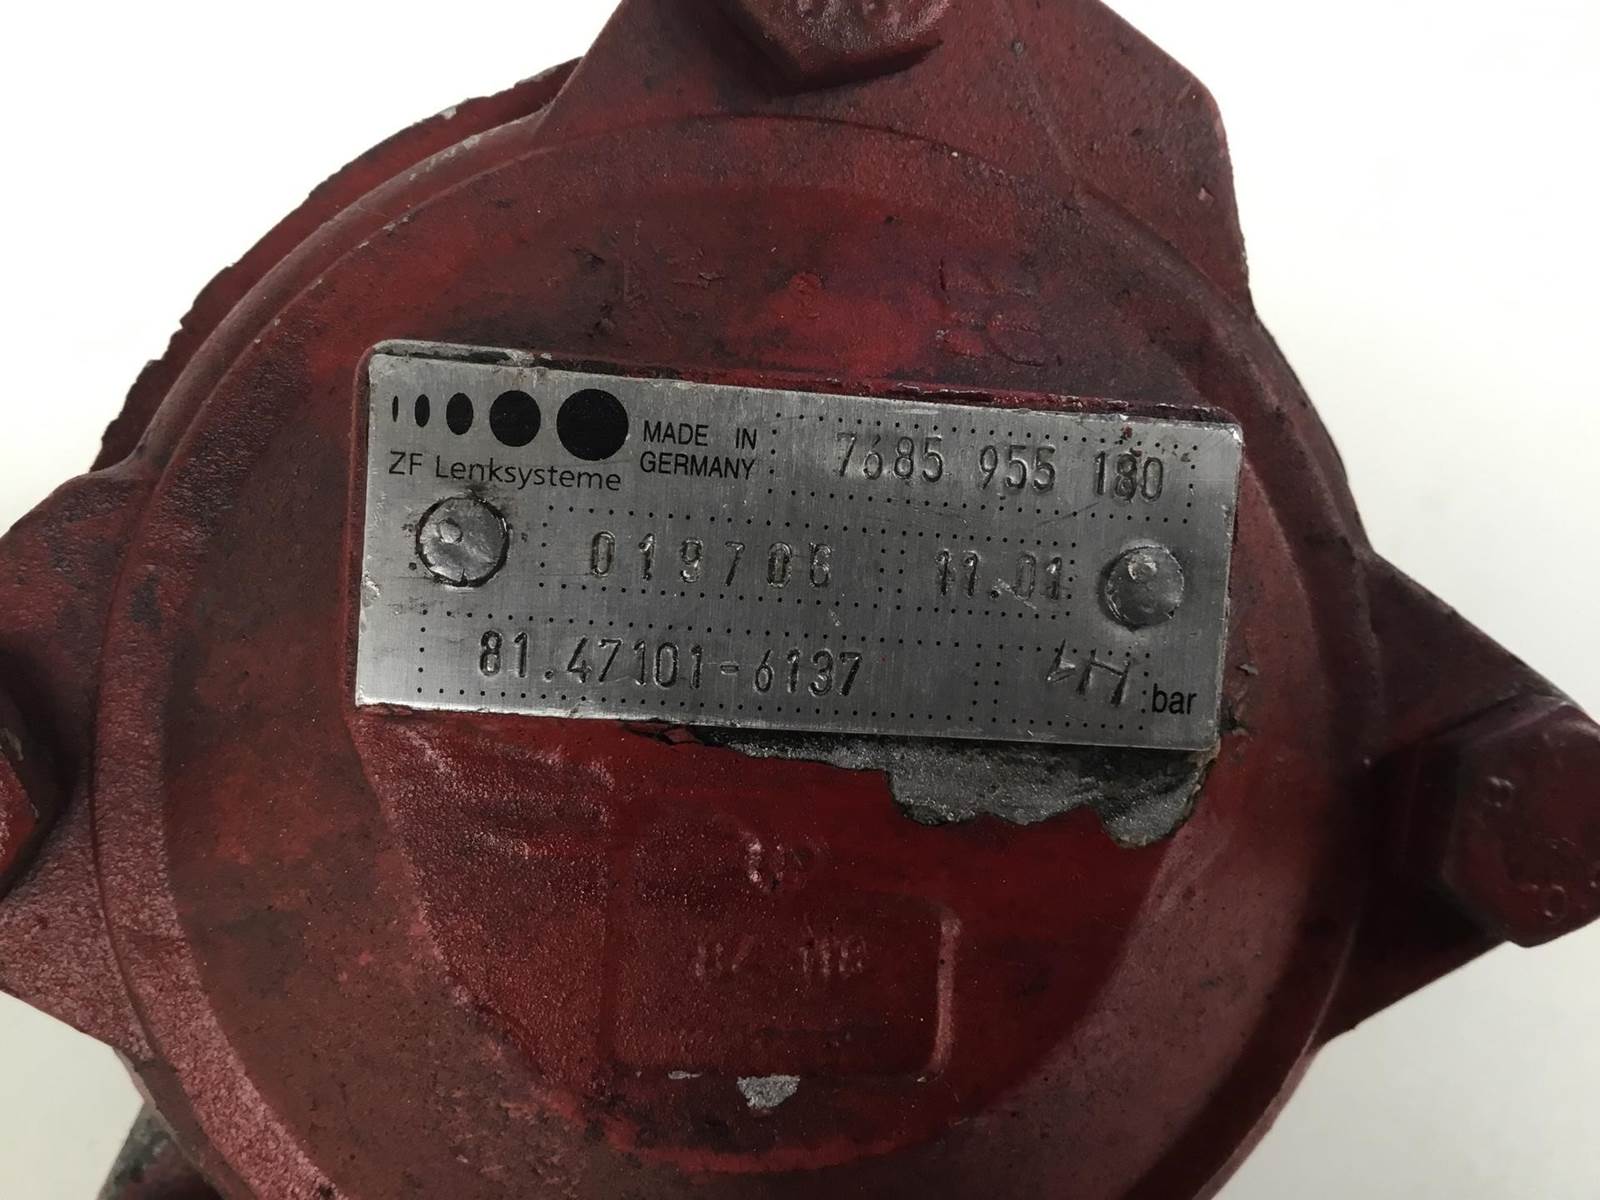 MADE IN
GERMANY
ZF Lenksysteme
7685 955 180
019706 11.01
81.47101-6137
bar